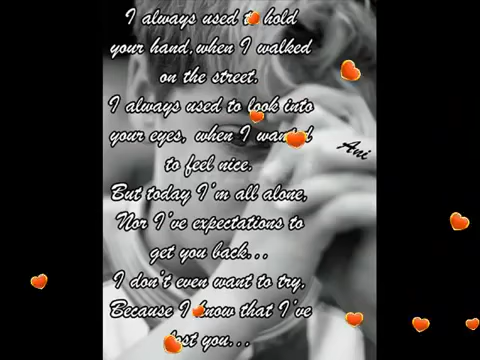 I always used to hold
your hand, when I walked
on the street.
I always used to look into
your eyes, when I wanted
to feel nice.
But today I'm all alone,
Nor I've expectations to
get you back...
I don't even want to try.
Because I know that I've
lost you...
Ani